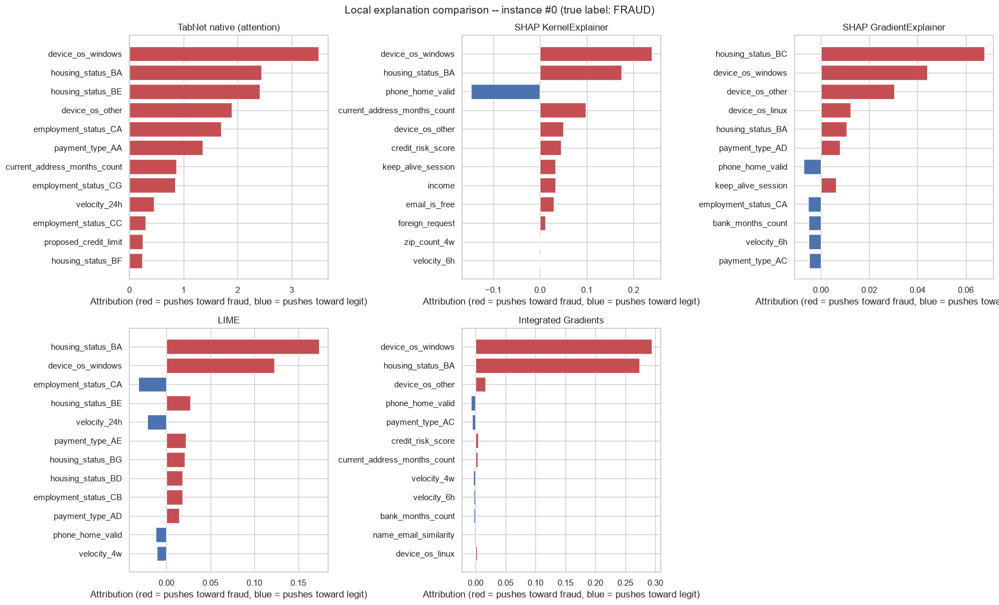 Local explanation comparison -- instance #0 (true label: FRAUD)
TabNet native (attention)
device_os_windows
housing_status_BA
housing_status_BE
device_os_other
employment_status_CA
payment_type_AA
current_address_months_count
employment_status_CG
velocity_24h
employment_status_CC
proposed_credit_limit
housing_status_BF
0 1 2 3
Attribution (red = pushes toward fraud, blue = pushes toward legit)
SHAP KernelExplainer
device_os_windows
housing_status_BA
phone_home_valid
current_address_months_count
device_os_other
credit_risk_score
keep_alive_session
income
email_is_free
foreign_request
zip_count_4w
velocity_6h
−0.1 0.0 0.1 0.2
Attribution (red = pushes toward fraud, blue = pushes toward legit)
SHAP GradientExplainer
housing_status_BC
device_os_windows
device_os_other
device_os_linux
housing_status_BA
payment_type_AD
phone_home_valid
keep_alive_session
employment_status_CA
bank_months_count
velocity_6h
payment_type_AC
0.00 0.02 0.04 0.06
Attribution (red = pushes toward fraud, blue = pushes towa
LIME
housing_status_BA
device_os_windows
employment_status_CA
housing_status_BE
velocity_24h
payment_type_AE
housing_status_BG
housing_status_BD
employment_status_CB
payment_type_AD
phone_home_valid
velocity_4w
0.00 0.05 0.10 0.15
Attribution (red = pushes toward fraud, blue = pushes toward legit)
Integrated Gradients
device_os_windows
housing_status_BA
device_os_other
phone_home_valid
payment_type_AC
credit_risk_score
current_address_months_count
velocity_4w
velocity_6h
bank_months_count
name_email_similarity
device_os_linux
0.00 0.05 0.10 0.15 0.20 0.25 0.30
Attribution (red = pushes toward fraud, blue = pushes toward legit)